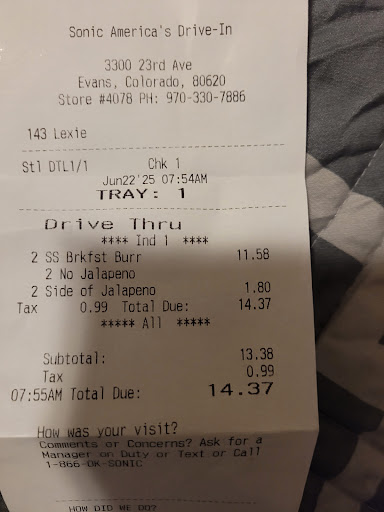 Sonic America's Drive-In
3300 23rd Ave
Evans, Colorado, 80620
Store #4078 PH: 970-330-7886
143 Lexie
Stl DTL1/1 Chk 1
Jun22'25 07:54AM
TRAY: 1
Drive Thru
**** Ind 1 ****
2 SS Brkfst Burr 11.58
2 No Jalapeno
2 Side of Jalapeno 1.80
Tax 0.99 Total Due: 14.37
***** All *****
Subtotal: 13.38
Tax 0.99
07:55AM Total Due: 14.37
How was your visit?
Comments or Concerns? Ask for a
Manager on Duty or Text or Call
1-866-OK-SONIC
HOW DID WE DO?